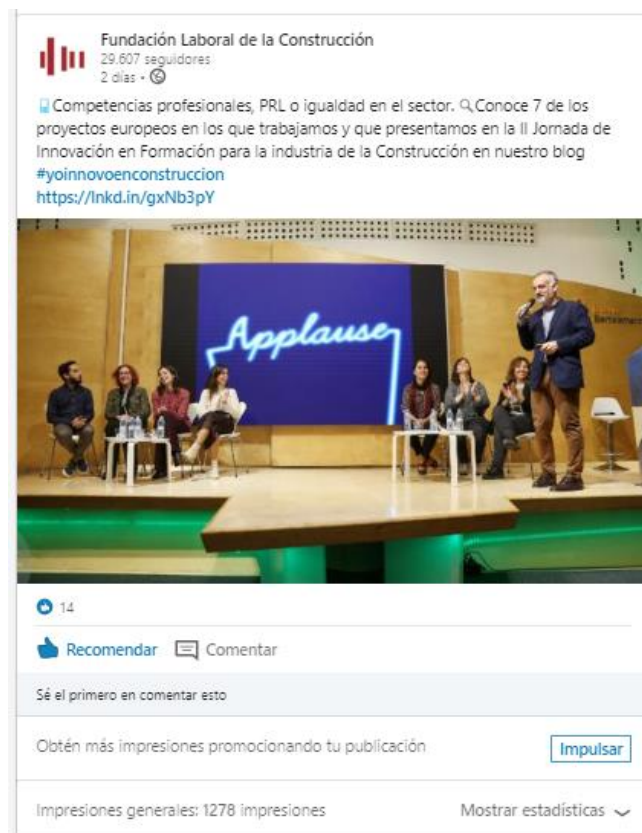 Fundación Laboral de la Construcción
29.607 seguidores
2 días •
Competencias profesionales, PRL o igualdad en el sector. Conoce 7 de los
proyectos europeos en los que trabajamos y que presentamos en la II Jornada de
Innovación en Formación para la industria de la Construcción en nuestro blog
#yoinnovoenconstruccion
https://lnkd.in/gxNb3pY
Applause
14
Recomendar Comentar
Sé el primero en comentar esto
Obtén más impresiones promocionando tu publicación Impulsar
Impresiones generales: 1278 impresiones Mostrar estadísticas